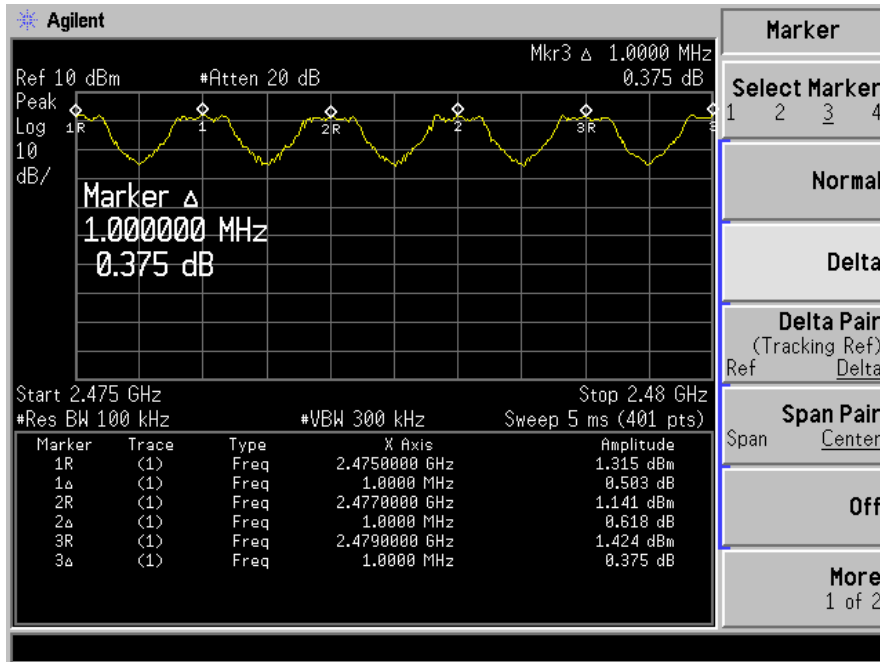 Agilent
Marker
Mkr3 Δ 1.0000 MHz
Ref 10 dBm #Atten 20 dB 0.375 dB
Peak
Log
10
dB/
1R 1 2R 2 3R 3
Marker Δ
1.000000 MHz
0.375 dB
Start 2.475 GHz Stop 2.48 GHz
#Res BW 100 kHz #VBW 300 kHz Sweep 5 ms (401 pts)
Marker Trace Type X Axis Amplitude
1R (1) Freq 2.4750000 GHz 1.315 dBm
1Δ (1) Freq 1.0000 MHz 0.503 dB
2R (1) Freq 2.4770000 GHz 1.141 dBm
2Δ (1) Freq 1.0000 MHz 0.618 dB
3R (1) Freq 2.4790000 GHz 1.424 dBm
3Δ (1) Freq 1.0000 MHz 0.375 dB
Select Marker
1 2 3 4
Normal
Delta
Delta Pair
(Tracking Ref)
Ref Delta
Span Pair
Span Center
Off
More
1 of 2